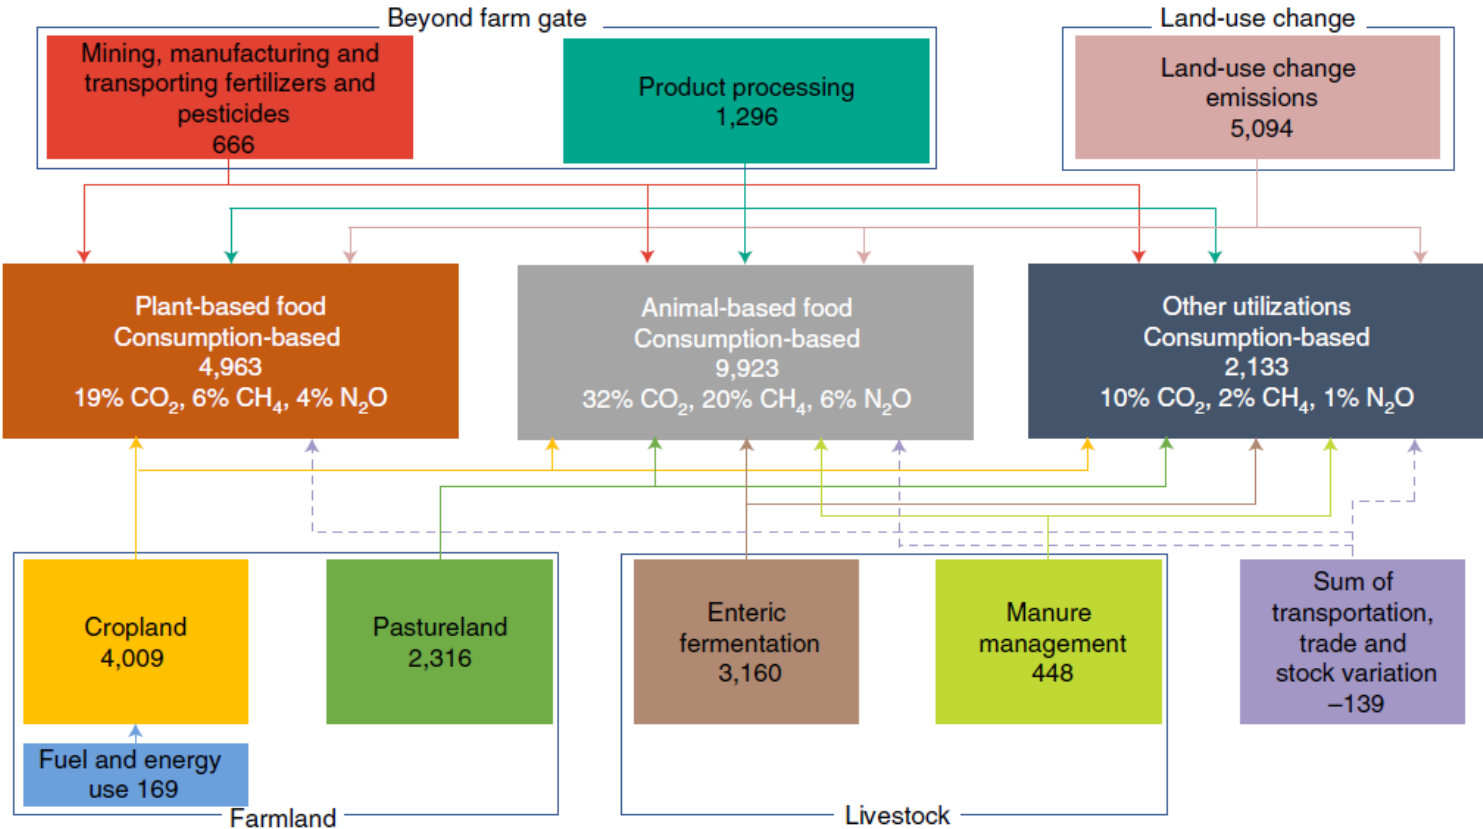 Beyond farm gate
Land-use change
Mining, manufacturing and
transporting fertilizers and
pesticides
666
Product processing
1,296
Land-use change
emissions
5,094
Plant-based food
Consumption-based
4,963
19% CO₂, 6% CH₄, 4% N₂O
Animal-based food
Consumption-based
9,923
32% CO₂, 20% CH₄, 6% N₂O
Other utilizations
Consumption-based
2,133
10% CO₂, 2% CH₄, 1% N₂O
Cropland
4,009
Pastureland
2,316
Enteric
fermentation
3,160
Manure
management
448
Sum of
transportation,
trade and
stock variation
–139
Fuel and energy
use 169
Farmland
Livestock